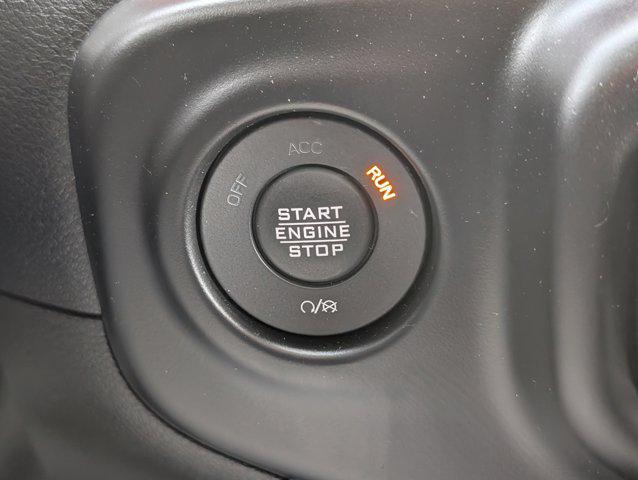 ACC
OFF
RUN
START
ENGINE
STOP